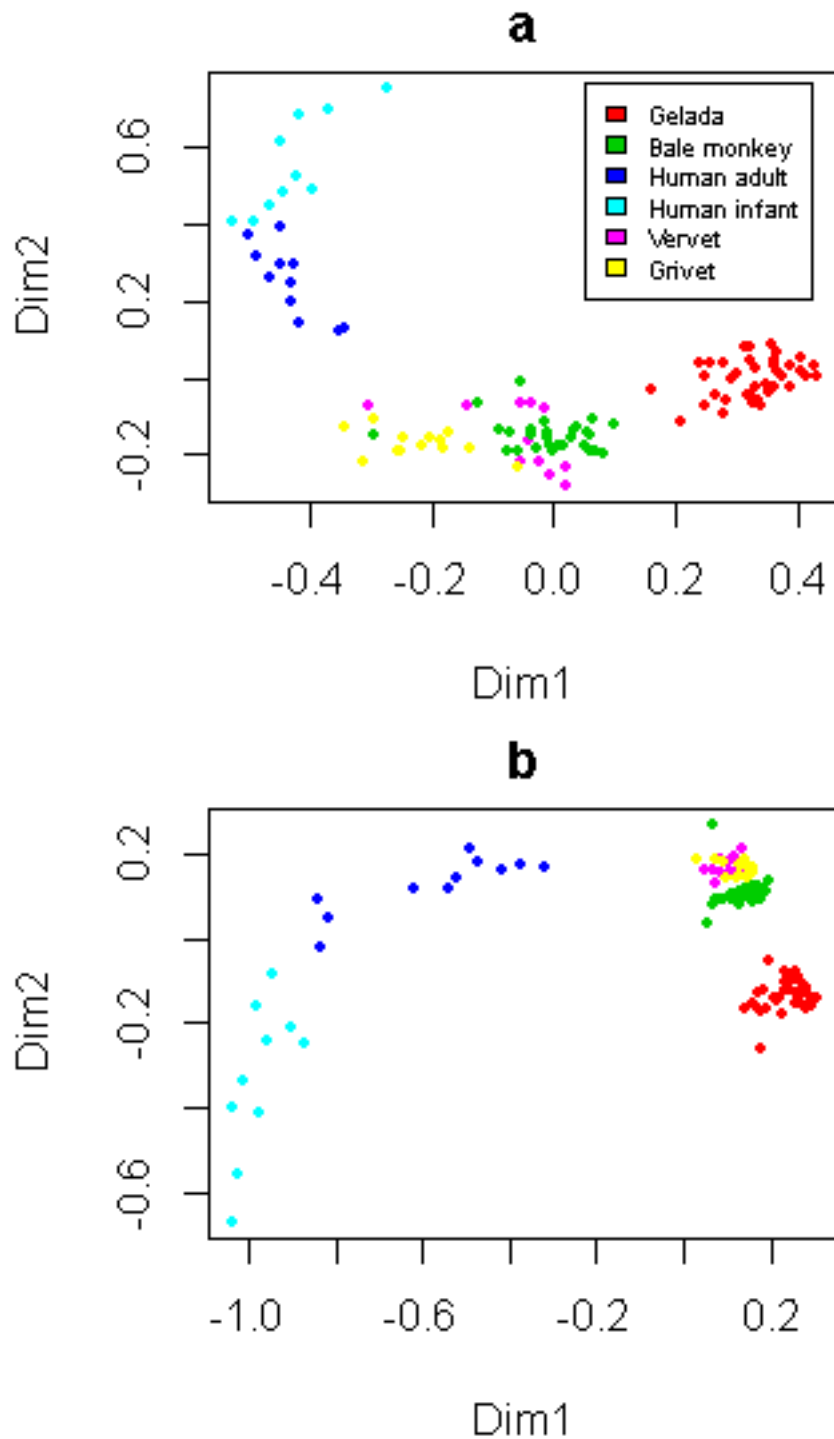 a
Gelada
Bale monkey
Human adult
Human infant
Vervet
Grivet
Dim2
0.6
0.2
-0.2
-0.4 -0.2 0.0 0.2 0.4
Dim1
b
Dim2
0.2
-0.2
-0.6
-1.0 -0.6 -0.2 0.2
Dim1